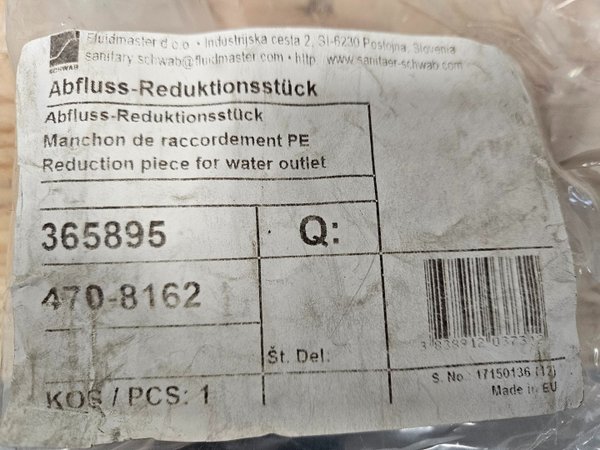 SCHWAB
Fluidmaster d.o.o. • Industrijska cesta 2, SI-6230 Postojna, Slovenia
sanitary.schwab@fluidmaster.com • http www.sanitaer-schwab.com
Abfluss-Reduktionsstück
Abfluss-Reduktionsstück
Manchon de raccordement PE
Reduction piece for water outlet
365895
Q:
470-8162
Št. Del.:
S. No.: 17150136 (12)
Made in EU
KOS / PCS: 1